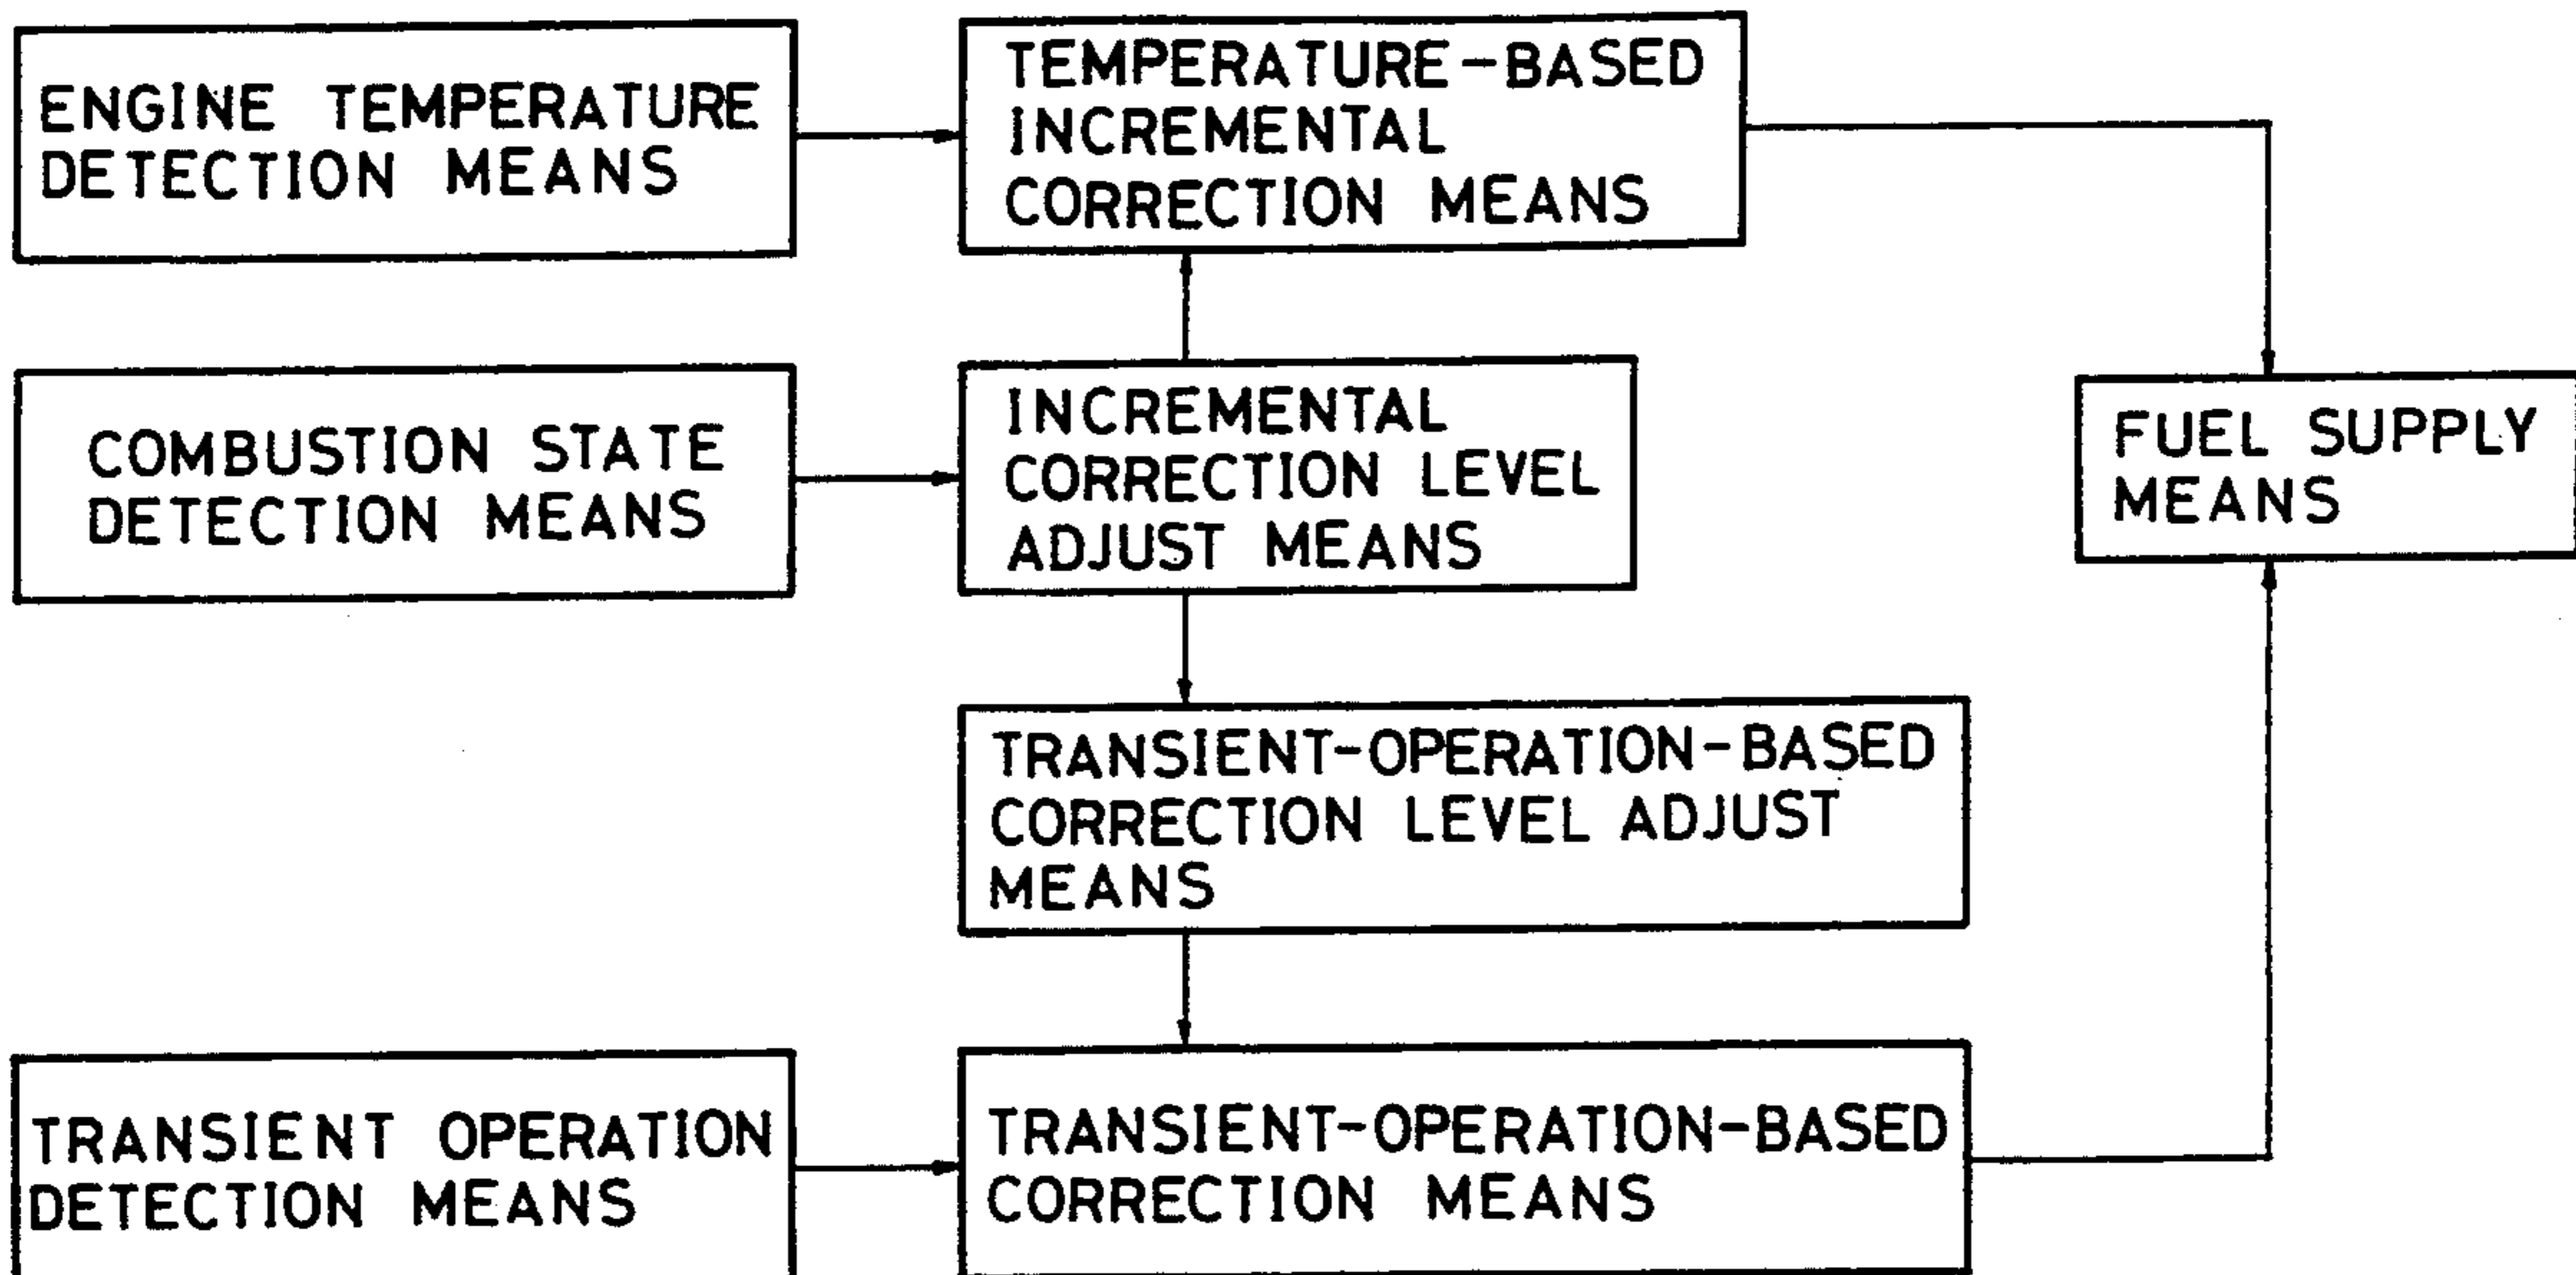 ENGINE TEMPERATURE
DETECTION MEANS
TEMPERATURE-BASED
INCREMENTAL
CORRECTION MEANS
COMBUSTION STATE
DETECTION MEANS
INCREMENTAL
CORRECTION LEVEL
ADJUST MEANS
FUEL SUPPLY
MEANS
TRANSIENT-OPERATION-BASED
CORRECTION LEVEL ADJUST
MEANS
TRANSIENT OPERATION
DETECTION MEANS
TRANSIENT-OPERATION-BASED
CORRECTION MEANS